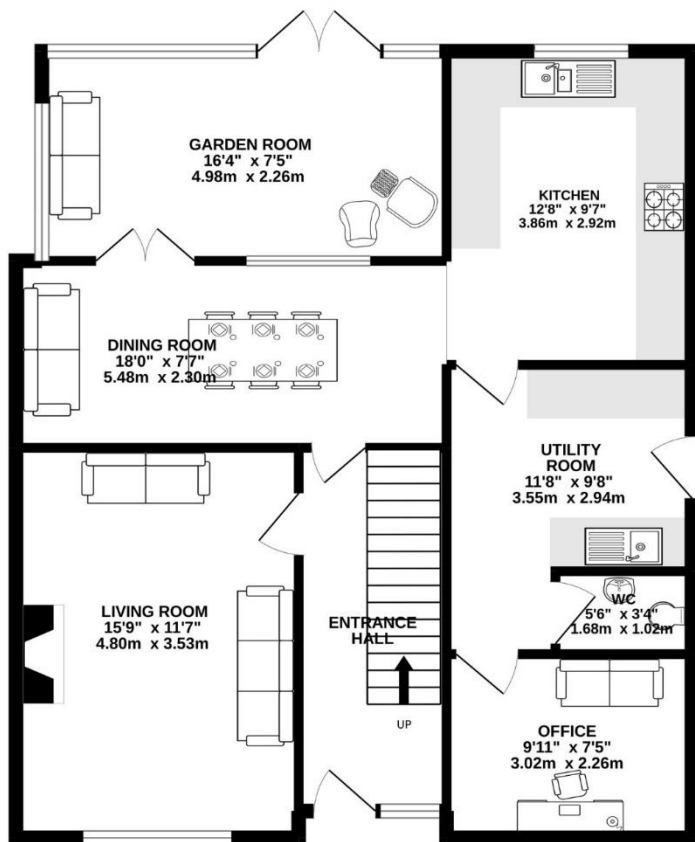 GARDEN ROOM
16'4" x 7'5"
4.98m x 2.26m
KITCHEN
12'8" x 9'7"
3.86m x 2.92m
DINING ROOM
18'0" x 7'7"
5.48m x 2.30m
UTILITY
ROOM
11'8" x 9'8"
3.55m x 2.94m
LIVING ROOM
15'9" x 11'7"
4.80m x 3.53m
ENTRANCE
HALL
UP
WC
5'6" x 3'4"
1.68m x 1.02m
OFFICE
9'11" x 7'5"
3.02m x 2.26m